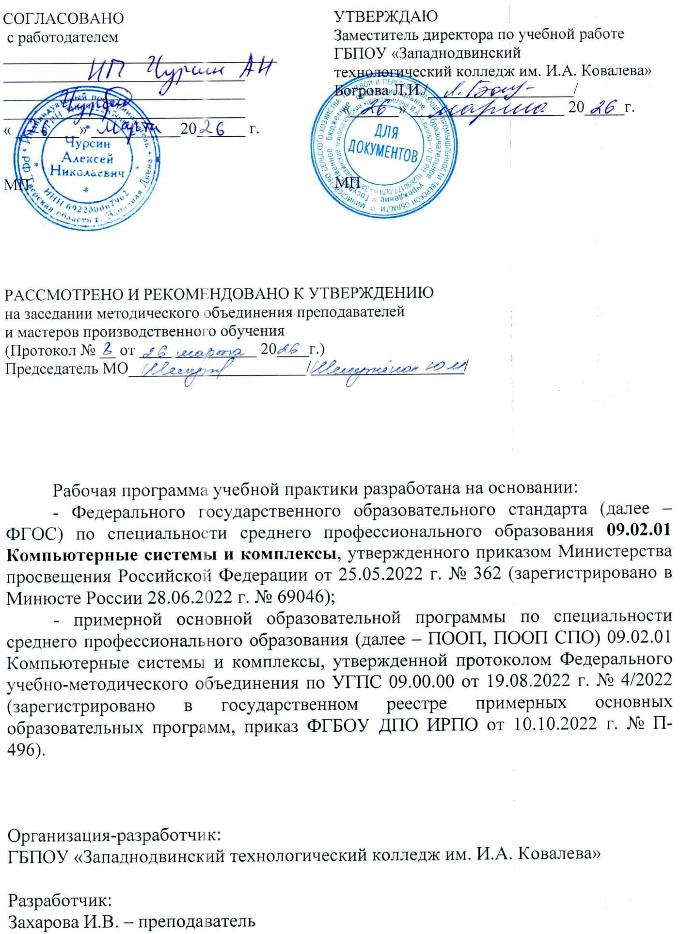 СОГЛАСОВАНО
с работодателем
ИП Чурсин АН
« 26 » марта 20 26 г.
Чурсин
Алексей
Николаевич
МП
УТВЕРЖДАЮ
Заместитель директора по учебной работе
ГБПОУ «Западнодвинский
технологический колледж им. И.А. Ковалева»
Богрова Л.И./
« 26 » марта 20 26 г.
ДЛЯ
ДОКУМЕНТОВ
МП
РАССМОТРЕНО И РЕКОМЕНДОВАНО К УТВЕРЖДЕНИЮ
на заседании методического объединения преподавателей
и мастеров производственного обучения
(Протокол № 8 от 26 марта 2026 г.)
Председатель МО
Рабочая программа учебной практики разработана на основании:
- Федерального государственного образовательного стандарта (далее –
ФГОС) по специальности среднего профессионального образования 09.02.01
Компьютерные системы и комплексы, утвержденного приказом Министерства
просвещения Российской Федерации от 25.05.2022 г. № 362 (зарегистрировано в
Минюсте России 28.06.2022 г. № 69046);
- примерной основной образовательной программы по специальности
среднего профессионального образования (далее – ПООП, ПООП СПО) 09.02.01
Компьютерные системы и комплексы, утвержденной протоколом Федерального
учебно-методического объединения по УГПС 09.00.00 от 19.08.2022 г. № 4/2022
(зарегистрировано в государственном реестре примерных основных
образовательных программ, приказ ФГБОУ ДПО ИРПО от 10.10.2022 г. № П-
496).
Организация-разработчик:
ГБПОУ «Западнодвинский технологический колледж им. И.А. Ковалева»
Разработчик:
Захарова И.В. – преподаватель